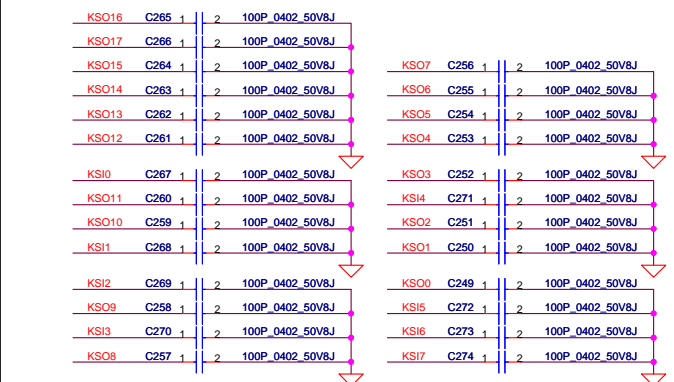 KSO16 C265 1 2 100P_0402_50V8J
KSO17 C266 1 2 100P_0402_50V8J
KSO15 C264 1 2 100P_0402_50V8J
KSO14 C263 1 2 100P_0402_50V8J
KSO13 C262 1 2 100P_0402_50V8J
KSO12 C261 1 2 100P_0402_50V8J
KSI0 C267 1 2 100P_0402_50V8J
KSO11 C260 1 2 100P_0402_50V8J
KSO10 C259 1 2 100P_0402_50V8J
KSI1 C268 1 2 100P_0402_50V8J
KSI2 C269 1 2 100P_0402_50V8J
KSO9 C258 1 2 100P_0402_50V8J
KSI3 C270 1 2 100P_0402_50V8J
KSO8 C257 1 2 100P_0402_50V8J
KSO7 C256 1 2 100P_0402_50V8J
KSO6 C255 1 2 100P_0402_50V8J
KSO5 C254 1 2 100P_0402_50V8J
KSO4 C253 1 2 100P_0402_50V8J
KSO3 C252 1 2 100P_0402_50V8J
KSI4 C271 1 2 100P_0402_50V8J
KSO2 C251 1 2 100P_0402_50V8J
KSO1 C250 1 2 100P_0402_50V8J
KSO0 C249 1 2 100P_0402_50V8J
KSI5 C272 1 2 100P_0402_50V8J
KSI6 C273 1 2 100P_0402_50V8J
KSI7 C274 1 2 100P_0402_50V8J